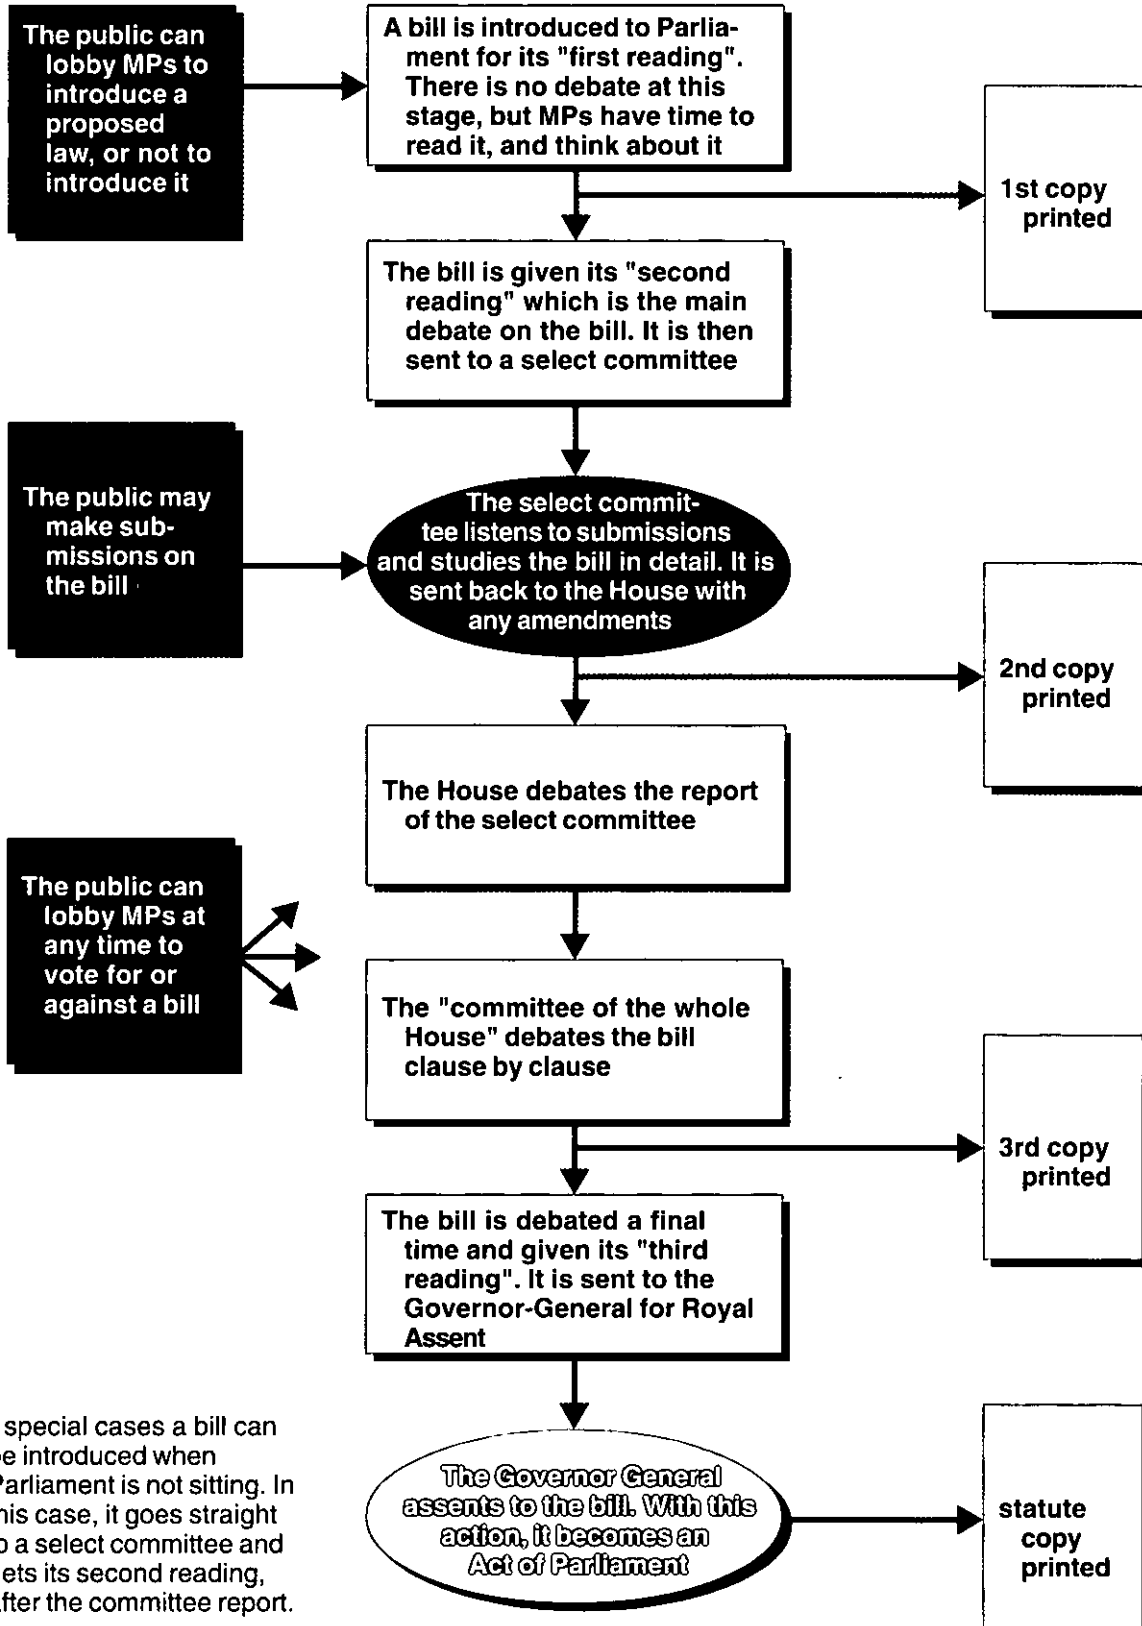 The public can
lobby MPs to
introduce a
proposed
law, or not to
introduce it
A bill is introduced to Parlia-
ment for its "first reading".
There is no debate at this
stage, but MPs have time to
read it, and think about it
1st copy
printed
The bill is given its "second
reading" which is the main
debate on the bill. It is then
sent to a select committee
The public may
make sub-
missions on
the bill
The select commit-
tee listens to submissions
and studies the bill in detail. It is
sent back to the House with
any amendments
2nd copy
printed
The House debates the report
of the select committee
The public can
lobby MPs at
any time to
vote for or
against a bill
The "committee of the whole
House" debates the bill
clause by clause
3rd copy
printed
The bill is debated a final
time and given its "third
reading". It is sent to the
Governor-General for Royal
Assent
special cases a bill can
be introduced when
Parliament is not sitting. In
this case, it goes straight
to a select committee and
gets its second reading,
after the committee report.
The Governor General
assents to the bill. With this
action, it becomes an
Act of Parliament
statute
copy
printed